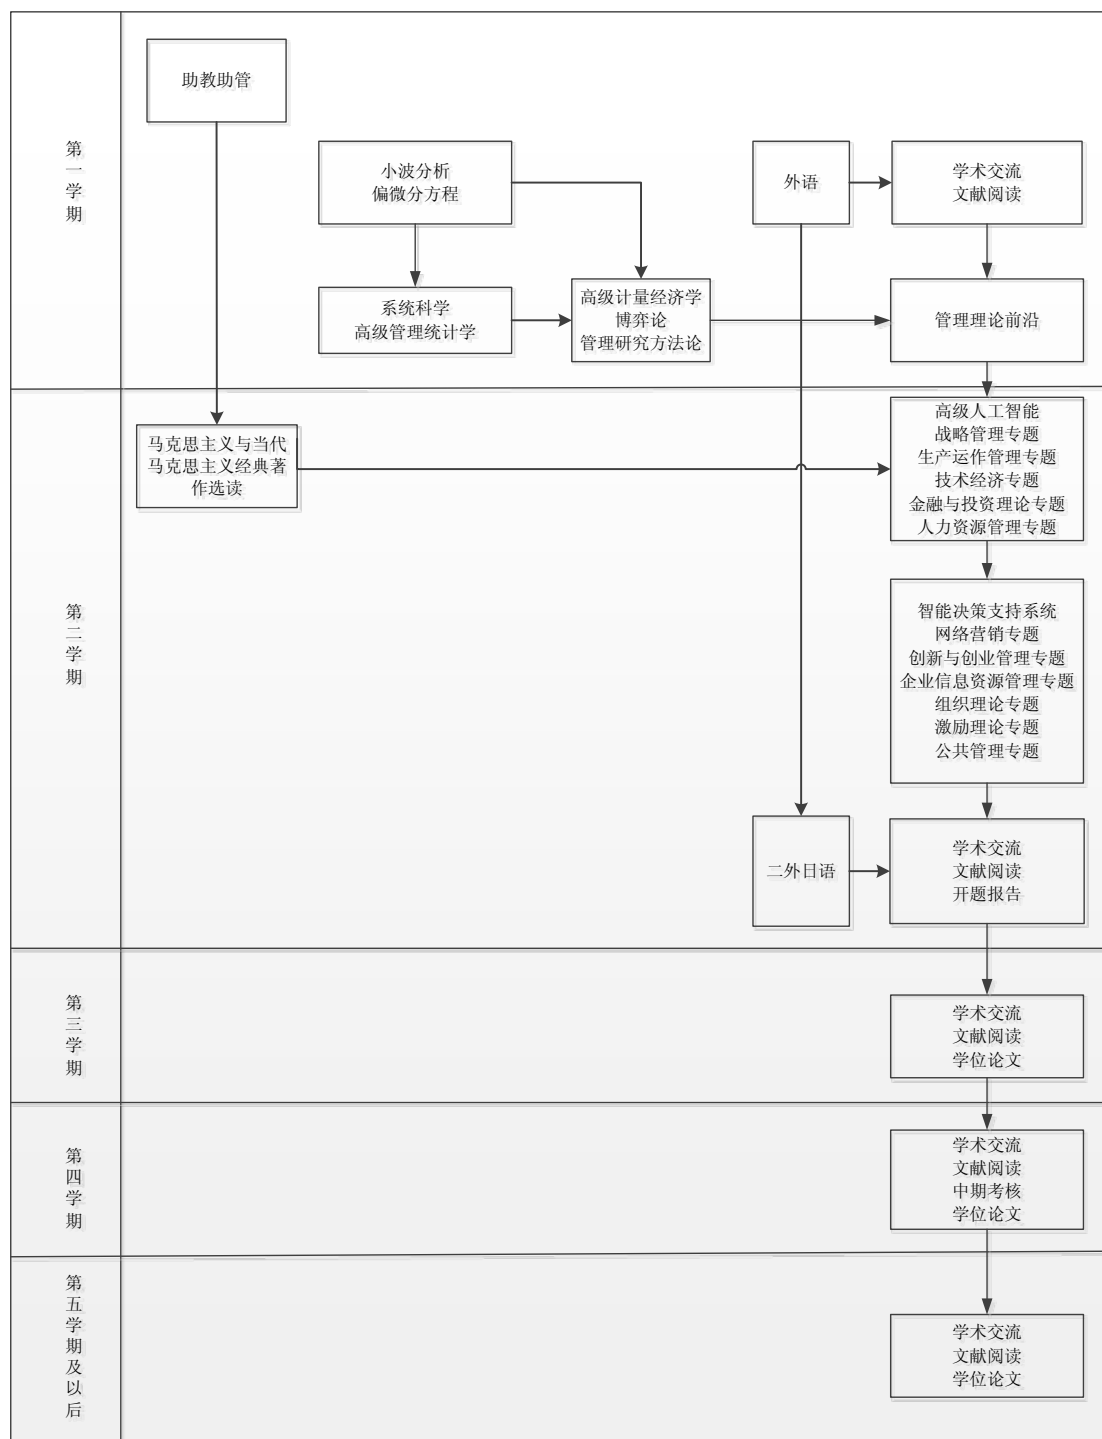 第一学期
助教助管
小波分析
偏微分方程
外语
学术交流
文献阅读
系统科学
高级管理统计学
高级计量经济学
博弈论
管理研究方法论
管理理论前沿
第二学期
马克思主义与当代
马克思主义经典著
作选读
高级人工智能
战略管理专题
生产运作管理专题
技术经济专题
金融与投资理论专题
人力资源管理专题
智能决策支持系统
网络营销专题
创新与创业管理专题
企业信息资源管理专题
组织理论专题
激励理论专题
公共管理专题
二外日语
学术交流
文献阅读
开题报告
第三学期
学术交流
文献阅读
学位论文
第四学期
学术交流
文献阅读
中期考核
学位论文
第五学期及以后
学术交流
文献阅读
学位论文